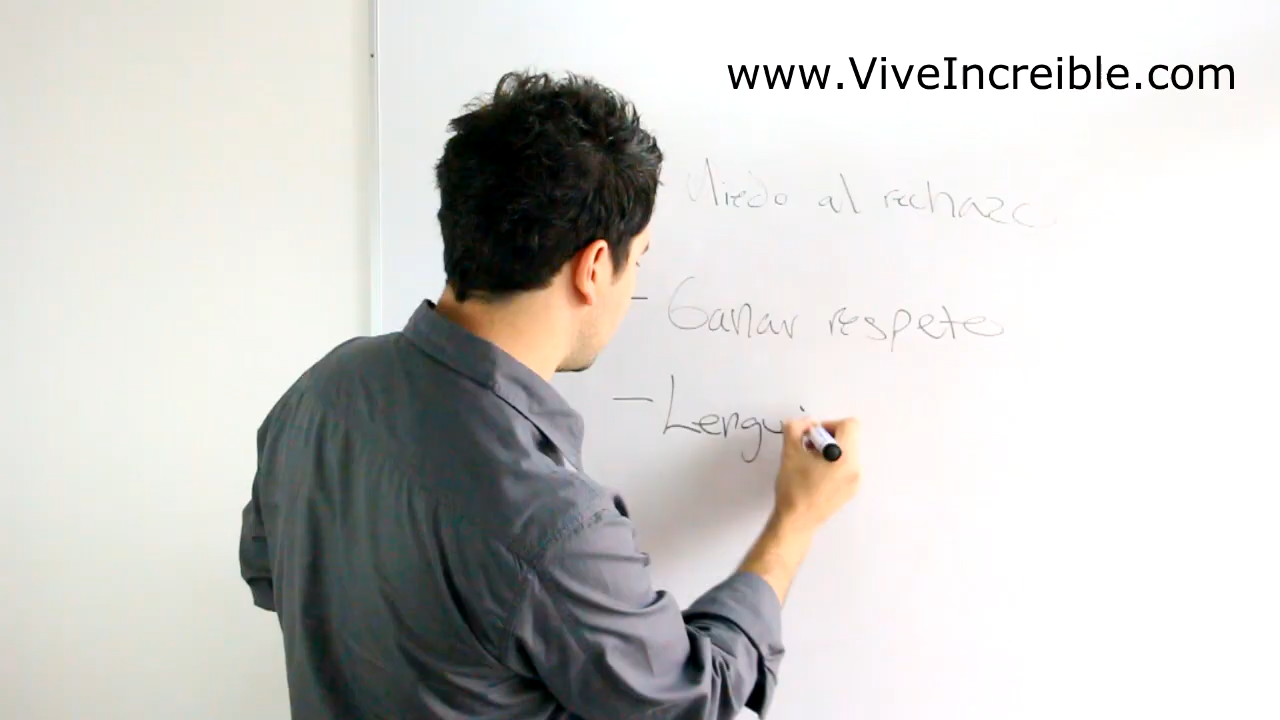 www.ViveIncreible.com
Miedo al rechazo
- Ganar respeto
- Lengu